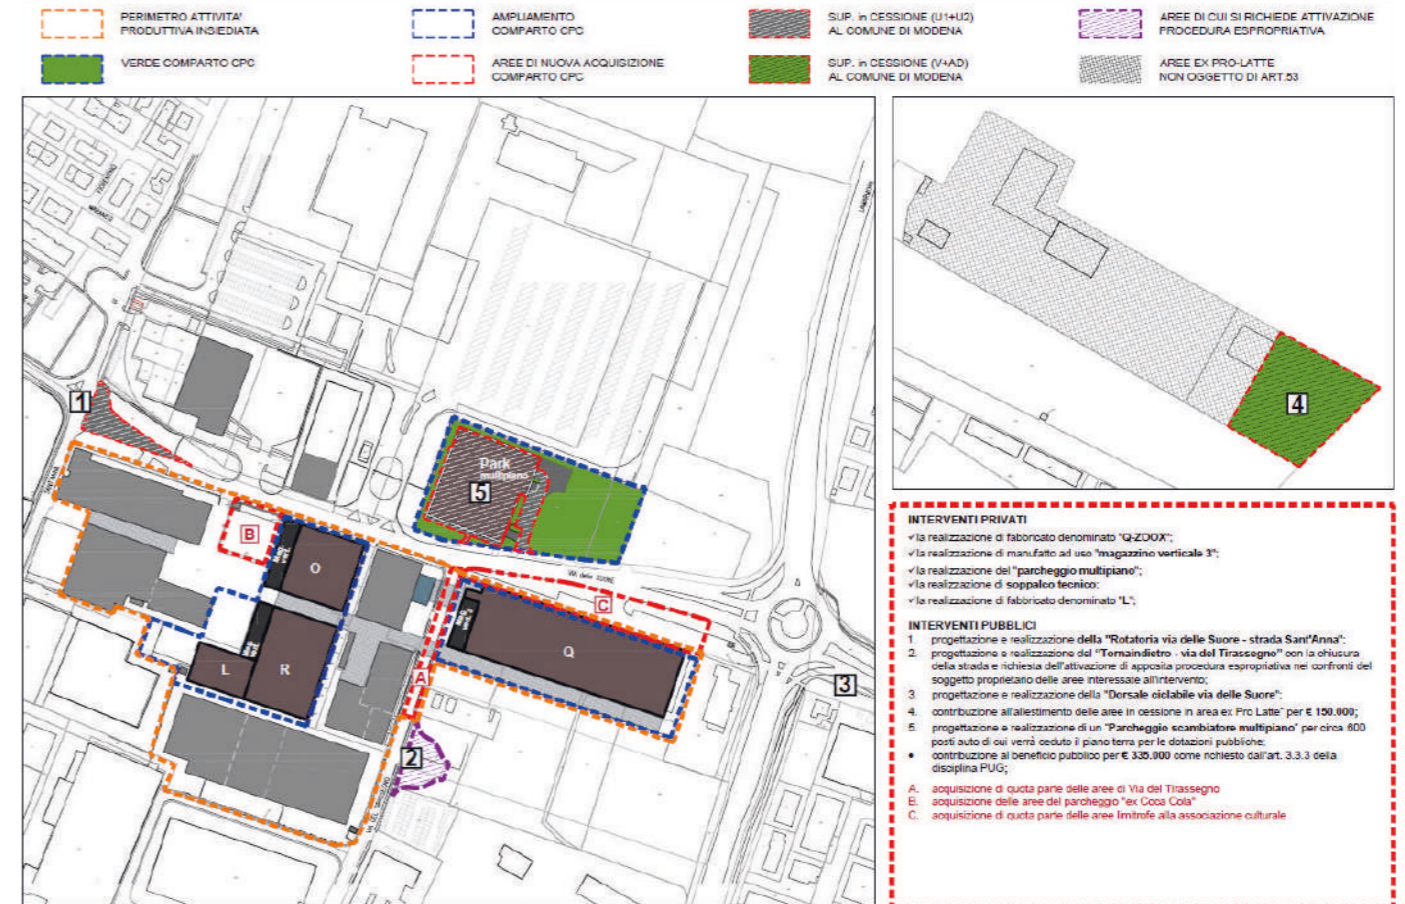 PERIMETRO ATTIVITA'
PRODUTTIVA INSIEDIATA
AMPLIAMENTO
COMPARTO CPC
SUP. in CESSIONE (U1+U2)
AL COMUNE DI MODENA
AREE DI CUI SI RICHIEDE ATTIVAZIONE
PROCEDURA ESPROPRIATIVA
VERDE COMPARTO CPC
AREE DI NUOVA ACQUISIZIONE
COMPARTO CPC
SUP. in CESSIONE (V+AD)
AL COMUNE DI MODENA
AREE EX PRO-LATTE
NON OGGETTO DI ART.53
1
Park
multipiano
5
B
O
L
R
Q
C
A
2
3
VIA delle SUORE
4
INTERVENTI PRIVATI
✓la realizzazione di fabbricato denominato "Q-ZOOX";
✓la realizzazione di manufatto ad uso "magazzino verticale 3";
✓la realizzazione del "parcheggio multipiano";
✓la realizzazione di soppalco tecnico;
✓la realizzazione di fabbricato denominato "L";
INTERVENTI PUBBLICI
1. progettazione e realizzazione della "Rotatoria via delle Suore - strada Sant'Anna";
2. progettazione e realizzazione del "Tornaindietro - via del Tirassegno" con la chiusura
della strada e richiesta dell'attivazione di apposita procedura espropriativa nei confronti del
soggetto proprietario delle aree interessate all'intervento;
3. progettazione e realizzazione della "Dorsale ciclabile via delle Suore";
4. contribuzione all'allestimento delle aree in cessione in area ex Pro Latte" per € 150.000;
5. progettazione e realizzazione di un "Parcheggio scambiatore multipiano" per circa 600
posti auto di cui verrà ceduto il piano terra per le dotazioni pubbliche;
• contribuzione al beneficio pubblico per € 335.000 come richiesto dall'art. 3.3.3 della
disciplina PUG;
A. acquisizione di quota parte delle aree di Via del Tirassegno
B. acquisizione delle aree del parcheggio "ex Coca Cola"
C. acquisizione di quota parte delle aree limitrofe alla associazione culturale